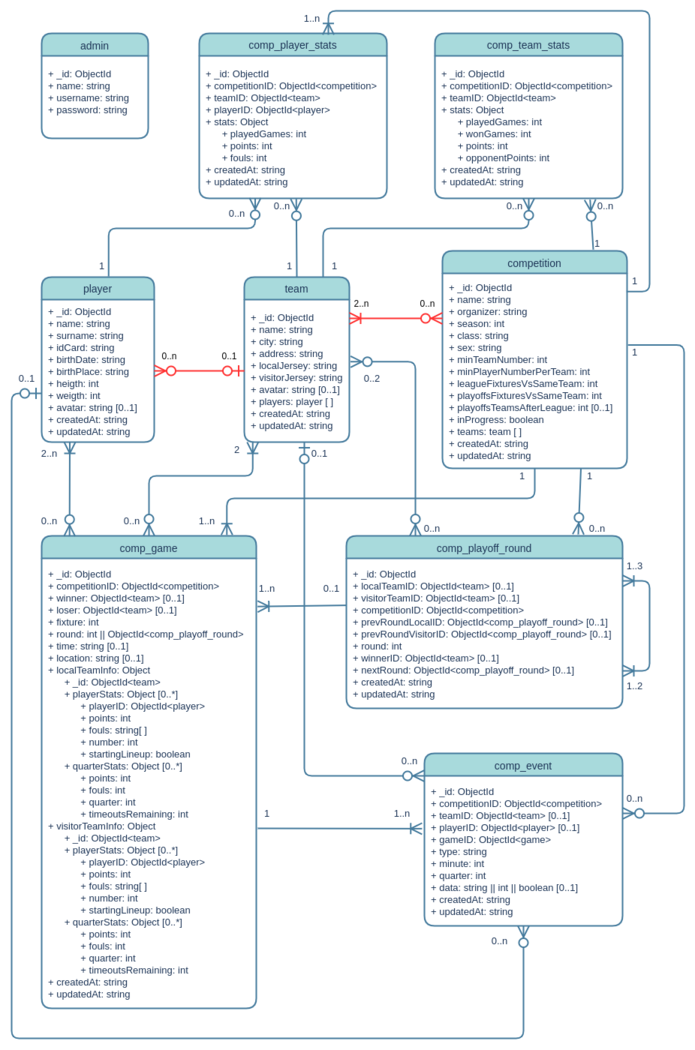 1..n
admin
+ _id: ObjectId
+ name: string
+ username: string
+ password: string
comp_player_stats
+ _id: ObjectId
+ competitionID: ObjectId<competition>
+ teamID: ObjectId<team>
+ playerID: ObjectId<player>
+ stats: Object
+ playedGames: int
+ points: int
+ fouls: int
+ createdAt: string
+ updatedAt: string
comp_team_stats
+ _id: ObjectId
+ competitionID: ObjectId<competition>
+ teamID: ObjectId<team>
+ stats: Object
+ playedGames: int
+ wonGames: int
+ points: int
+ opponentPoints: int
+ createdAt: string
+ updatedAt: string
0..n
0..n
0..n
0..n
1
1
1
1
1
1
player
+ _id: ObjectId
+ name: string
+ surname: string
+ idCard: string
+ birthDate: string
+ birthPlace: string
+ heigth: int
+ weigth: int
+ avatar: string [0..1]
+ createdAt: string
+ updatedAt: string
0..1
0..n
0..1
team
+ _id: ObjectId
+ name: string
+ city: string
+ address: string
+ localJersey: string
+ visitorJersey: string
+ avatar: string [0..1]
+ players: player [ ]
+ createdAt: string
+ updatedAt: string
2..n
0..n
0..2
competition
+ _id: ObjectId
+ name: string
+ organizer: string
+ season: int
+ class: string
+ sex: string
+ minTeamNumber: int
+ minPlayerNumberPerTeam: int
+ leagueFixturesVsSameTeam: int
+ playoffsFixturesVsSameTeam: int
+ playoffsTeamsAfterLeague: int [0..1]
+ inProgress: boolean
+ teams: team [ ]
+ createdAt: string
+ updatedAt: string
2..n
2
0..1
1
1
0..n
0..n
1..n
0..n
0..n
comp_game
+ _id: ObjectId
+ competitionID: ObjectId<competition>
+ winner: ObjectId<team> [0..1]
+ loser: ObjectId<team> [0..1]
+ fixture: int
+ round: int || ObjectId<comp_playoff_round>
+ time: string [0..1]
+ location: string [0..1]
+ localTeamInfo: Object
+ _id: ObjectId<team>
+ playerStats: Object [0..*]
+ playerID: ObjectId<player>
+ points: int
+ fouls: string[ ]
+ number: int
+ startingLineup: boolean
+ quarterStats: Object [0..*]
+ points: int
+ fouls: int
+ quarter: int
+ timeoutsRemaining: int
+ visitorTeamInfo: Object
+ _id: ObjectId<team>
+ playerStats: Object [0..*]
+ playerID: ObjectId<player>
+ points: int
+ fouls: string[ ]
+ number: int
+ startingLineup: boolean
+ quarterStats: Object [0..*]
+ points: int
+ fouls: int
+ quarter: int
+ timeoutsRemaining: int
+ createdAt: string
+ updatedAt: string
1..n
0..1
comp_playoff_round
+ _id: ObjectId
+ localTeamID: ObjectId<team> [0..1]
+ visitorTeamID: ObjectId<team> [0..1]
+ competitionID: ObjectId<competition>
+ prevRoundLocalID: ObjectId<comp_playoff_round> [0..1]
+ prevRoundVisitorID: ObjectId<comp_playoff_round> [0..1]
+ round: int
+ winnerID: ObjectId<team> [0..1]
+ nextRound: ObjectId<comp_playoff_round> [0..1]
+ createdAt: string
+ updatedAt: string
1..3
1..2
0..n
0..n
1
1..n
comp_event
+ _id: ObjectId
+ competitionID: ObjectId<competition>
+ teamID: ObjectId<team> [0..1]
+ playerID: ObjectId<player> [0..1]
+ gameID: ObjectId<game>
+ type: string
+ minute: int
+ quarter: int
+ data: string || int || boolean [0..1]
+ createdAt: string
+ updatedAt: string
0..n